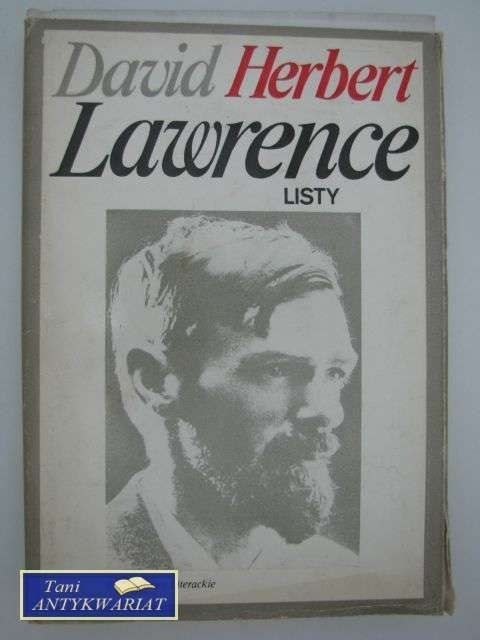 David Herbert
Lawrence
LISTY
Tani
ANTYKWARIAT